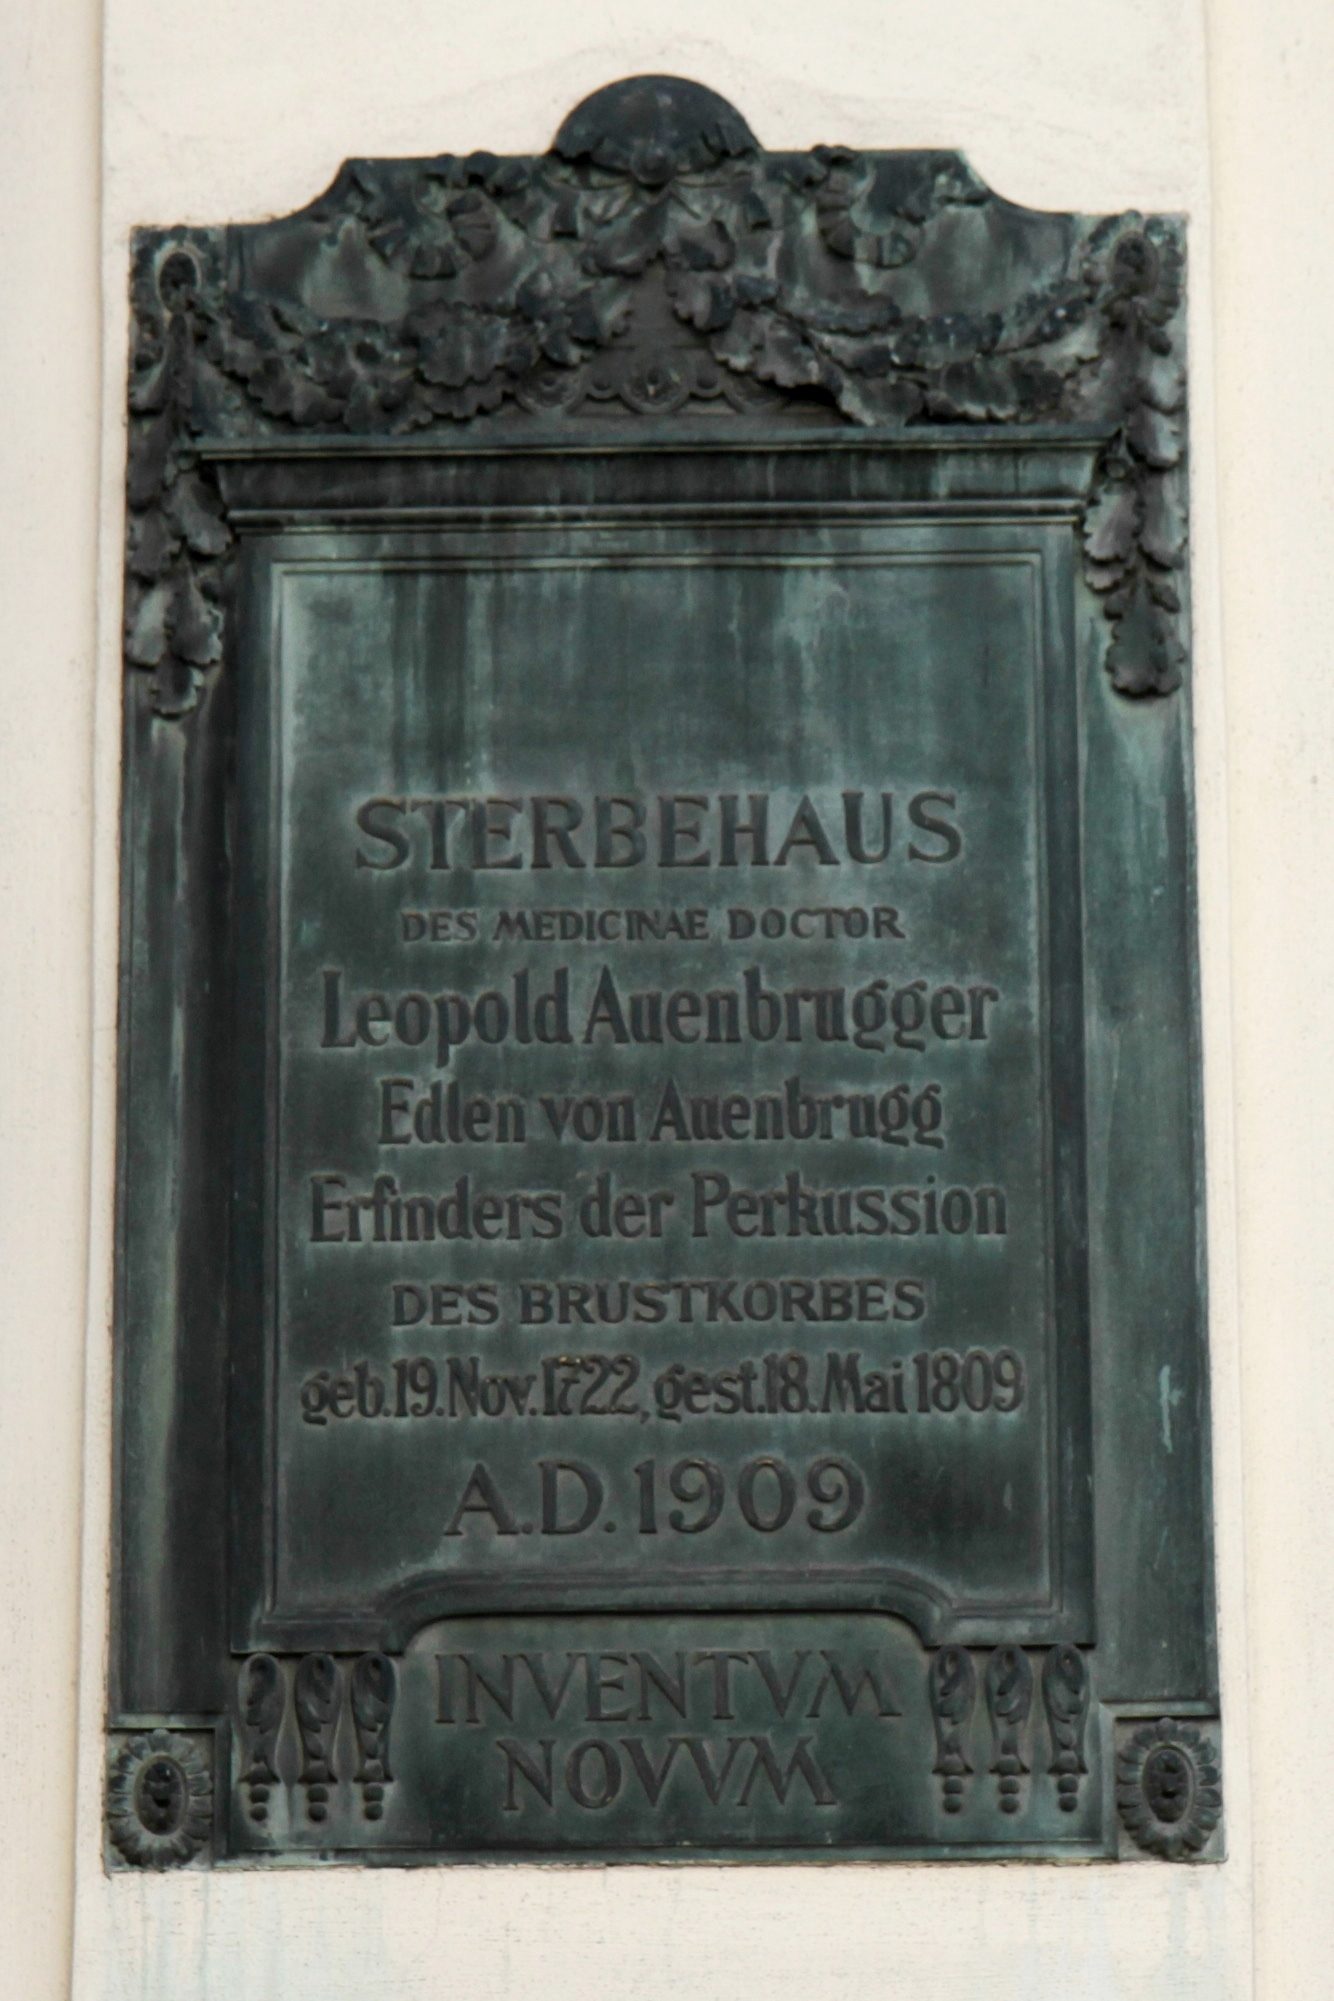 STERBEHAUS
DES MEDICINAE DOCTOR
Leopold Auenbrugger
Edlen von Auenbrugg
Erfinders der Perkussion
DES BRUSTKORBES
geb. 19. Nov. 1722, gest. 18. Mai 1809
A.D. 1909
INVENTVM
NOVVM